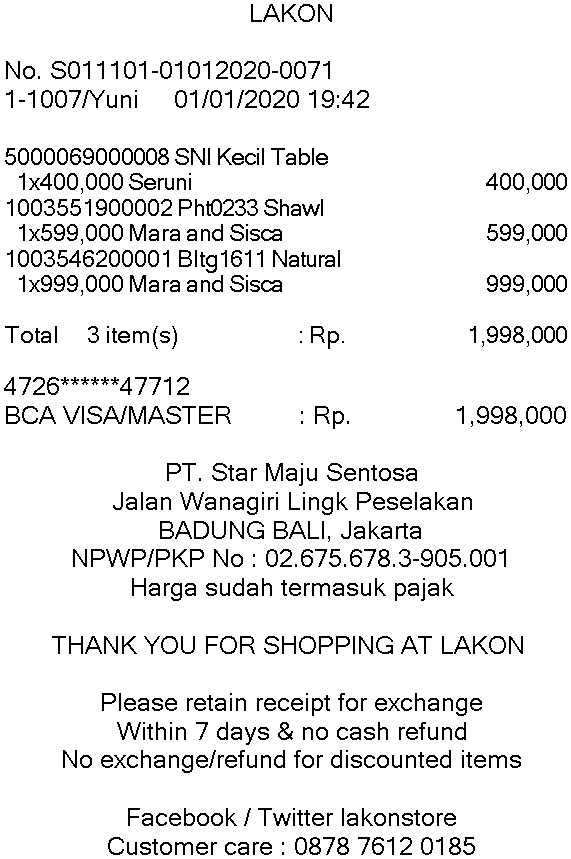 LAKON
No. S011101-01012020-0071
1-1007/Yuni 01/01/2020 19:42
5000069000008 SNI Kecil Table
1x400,000 Seruni 400,000
1003551900002 Pht0233 Shawl
1x599,000 Mara and Sisca 599,000
1003546200001 Bltg1611 Natural
1x999,000 Mara and Sisca 999,000
Total 3 item(s) : Rp. 1,998,000
4726******47712
BCA VISA/MASTER : Rp. 1,998,000
PT. Star Maju Sentosa
Jalan Wanagiri Lingk Peselakan
BADUNG BALI, Jakarta
NPWP/PKP No : 02.675.678.3-905.001
Harga sudah termasuk pajak
THANK YOU FOR SHOPPING AT LAKON
Please retain receipt for exchange
Within 7 days & no cash refund
No exchange/refund for discounted items
Facebook / Twitter lakonstore
Customer care : 0878 7612 0185